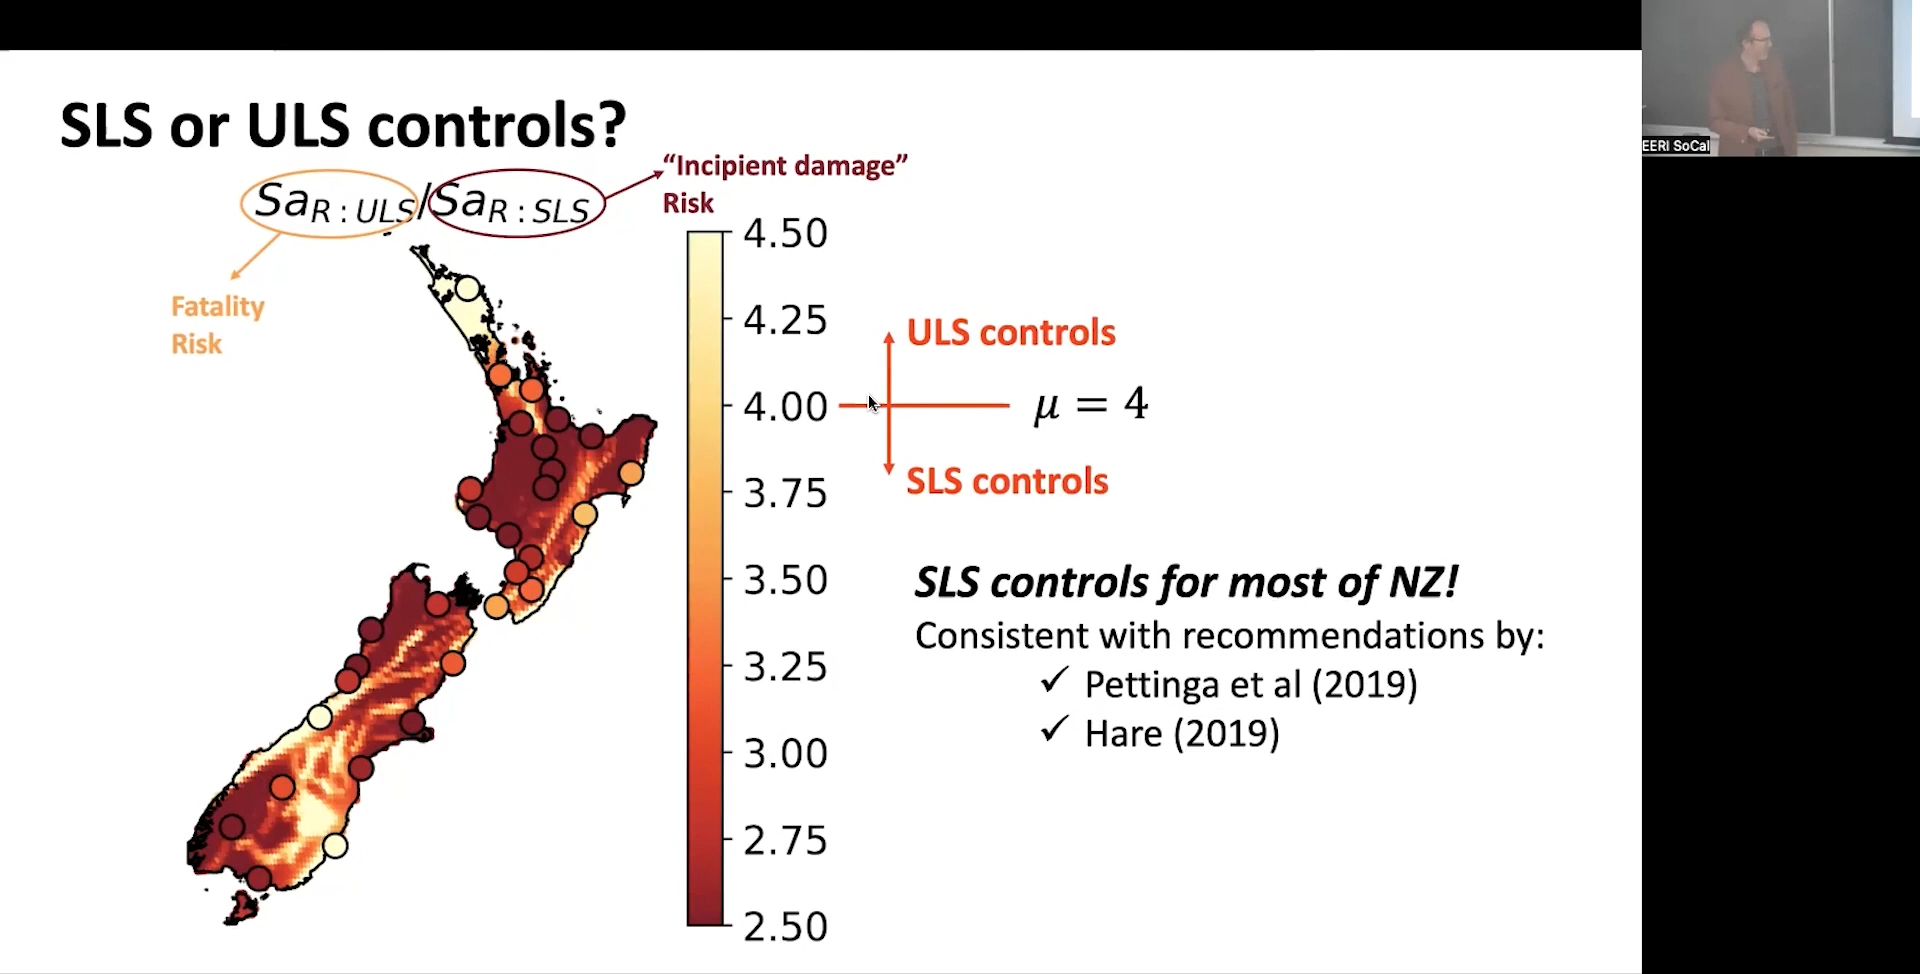 SLS or ULS controls?
SaR : ULS/SaR : SLS
“Incipient damage”
Risk
Fatality
Risk
4.50
4.25
4.00
3.75
3.50
3.25
3.00
2.75
2.50
ULS controls
μ = 4
SLS controls
SLS controls for most of NZ!
Consistent with recommendations by:
✓ Pettinga et al (2019)
✓ Hare (2019)
EERI SoCal